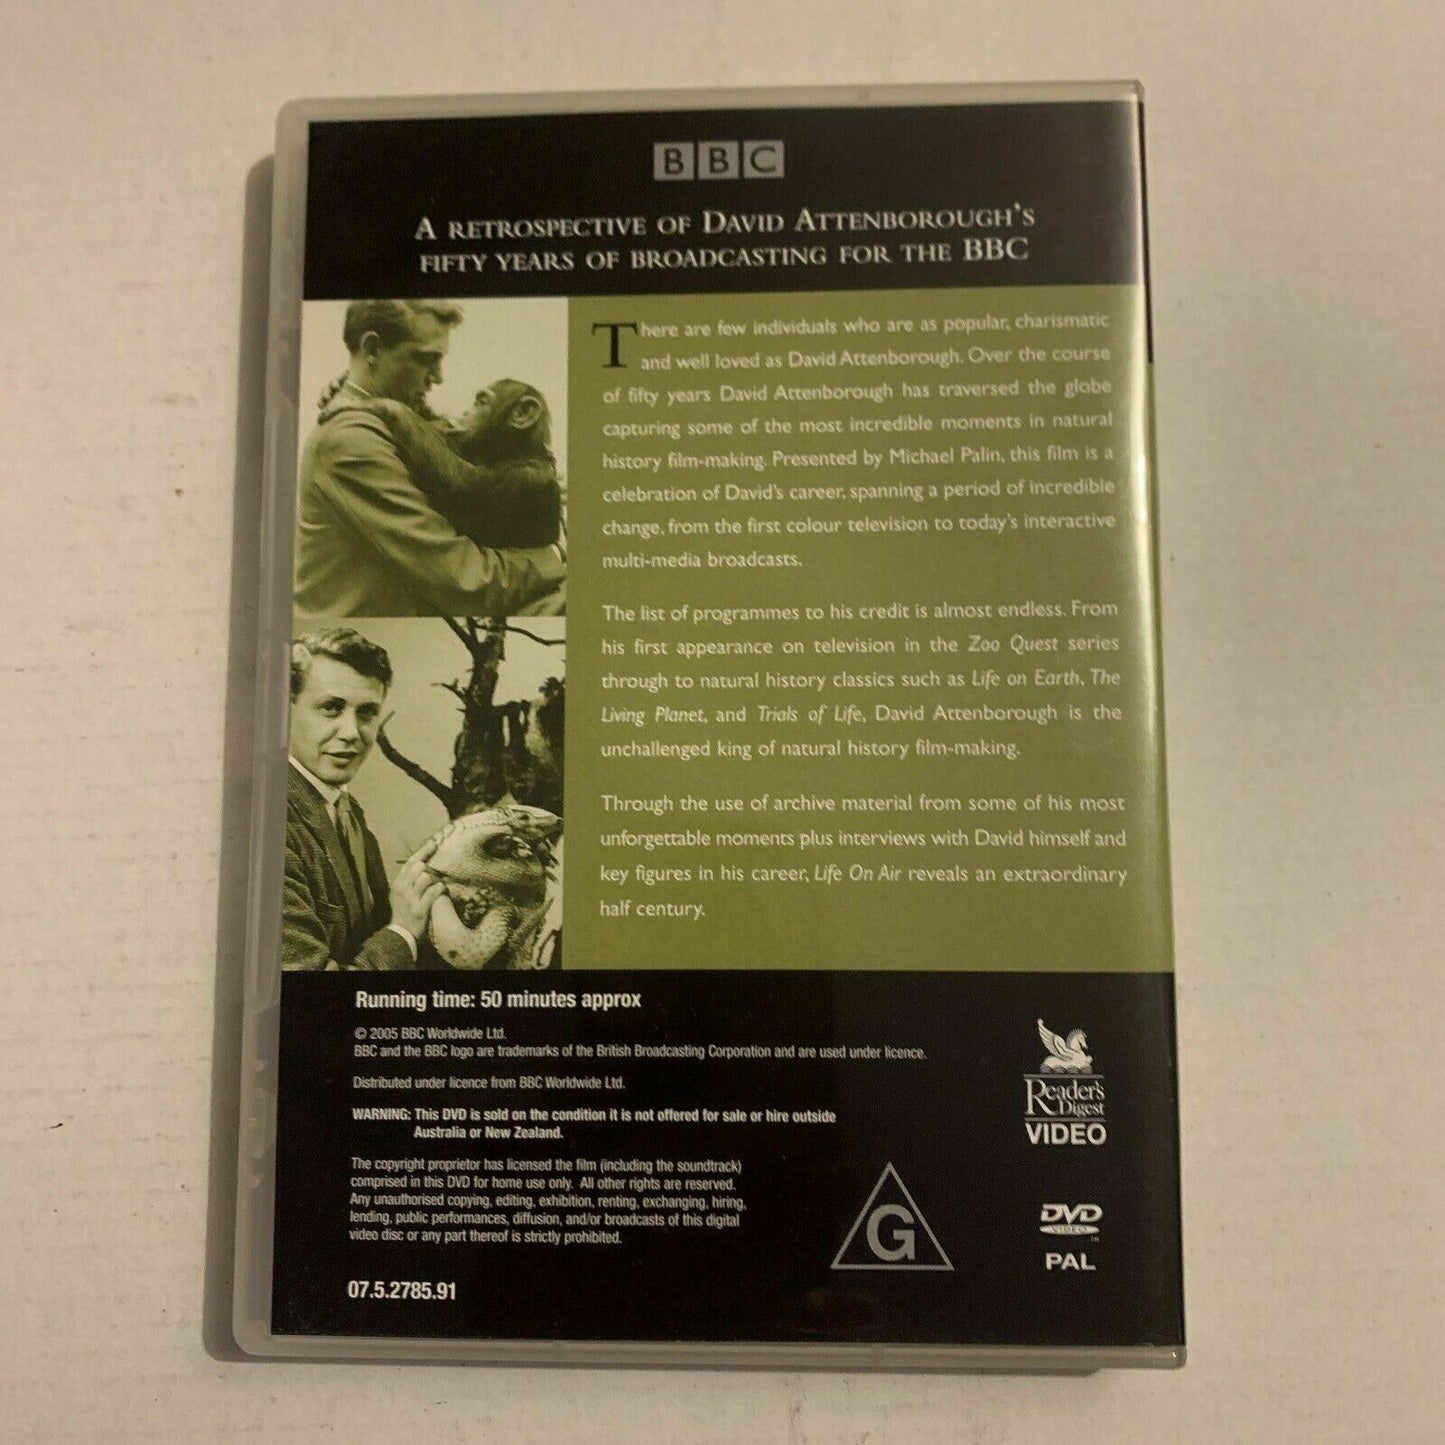 BBC
A RETROSPECTIVE OF DAVID ATTENBOROUGH'S
FIFTY YEARS OF BROADCASTING FOR THE BBC
There are few individuals who are as popular, charismatic
and well loved as David Attenborough. Over the course
of fifty years David Attenborough has traversed the globe
capturing some of the most incredible moments in natural
history film-making. Presented by Michael Palin, this film is a
celebration of David's career, spanning a period of incredible
change, from the first colour television to today's interactive
multi-media broadcasts.
The list of programmes to his credit is almost endless. From
his first appearance on television in the Zoo Quest series
through to natural history classics such as Life on Earth, The
Living Planet, and Trials of Life, David Attenborough is the
unchallenged king of natural history film-making.
Through the use of archive material from some of his most
unforgettable moments plus interviews with David himself and
key figures in his career, Life On Air reveals an extraordinary
half century.
Running time: 50 minutes approx
© 2005 BBC Worldwide Ltd.
BBC and the BBC logo are trademarks of the British Broadcasting Corporation and are used under licence.
Distributed under licence from BBC Worldwide Ltd.
WARNING: This DVD is sold on the condition it is not offered for sale or hire outside
Australia or New Zealand.
The copyright proprietor has licensed the film (including the soundtrack)
comprised in this DVD for home use only. All other rights are reserved.
Any unauthorised copying, editing, exhibition, renting, exchanging, hiring,
lending, public performances, diffusion, and/or broadcasts of this digital
video disc or any part thereof is strictly prohibited.
07.5.2785.91
Reader's
Digest
VIDEO
G
DVD
VIDEO
TM
PAL